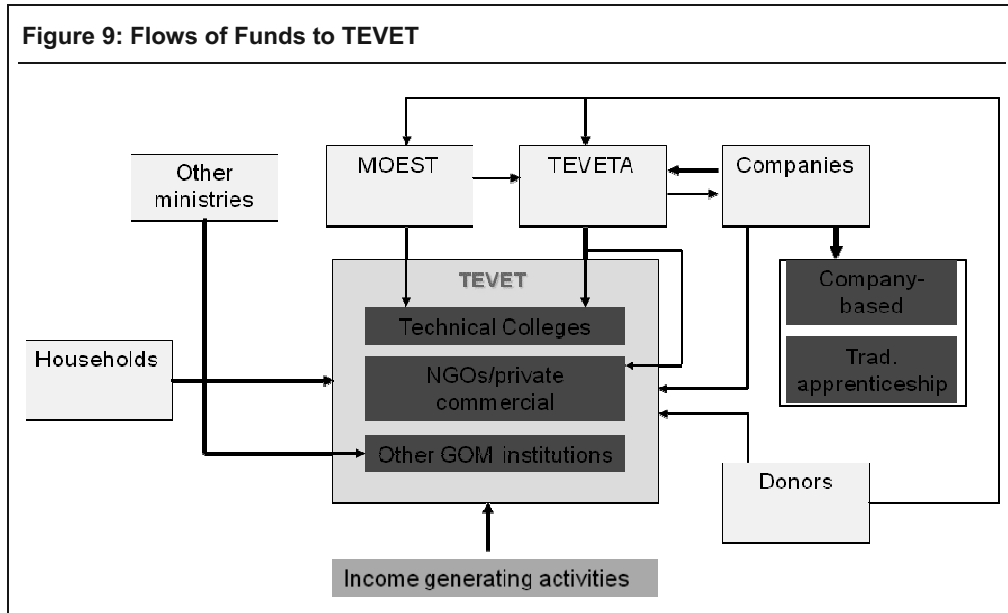 Figure 9: Flows of Funds to TEVET
Other
ministries
MOEST
TEVETA
Companies
TEVET
Company-
based
Technical Colleges
Households
NGOs/private
commercial
Trad.
apprenticeship
Other GOM institutions
Donors
Income generating activities